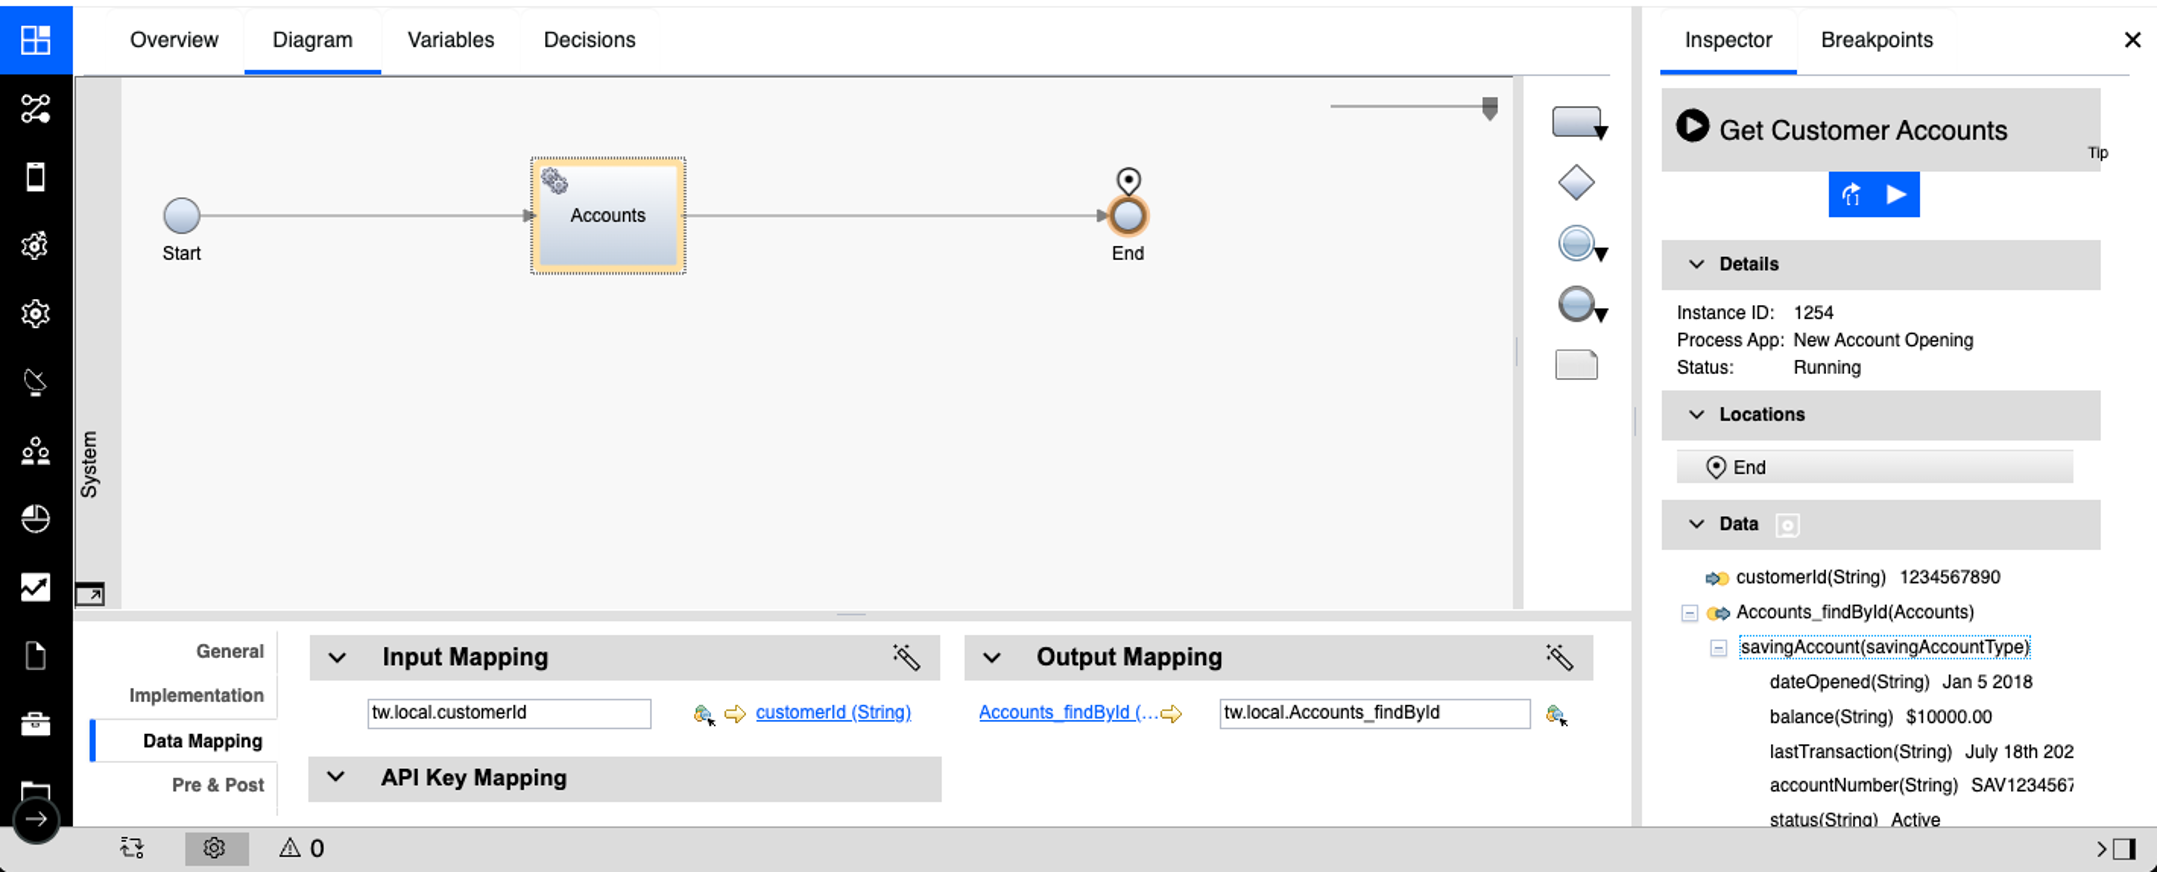 Overview
Diagram
Variables
Decisions
Inspector
Breakpoints
Get Customer Accounts
Tip
Start
Accounts
End
System
Details
Instance ID: 1254
Process App: New Account Opening
Status: Running
Locations
End
Data
customerId(String) 1234567890
Accounts_findById(Accounts)
savingAccount(savingAccountType)
dateOpened(String) Jan 5 2018
balance(String) $10000.00
lastTransaction(String) July 18th 202
accountNumber(String) SAV1234567
status(String) Active
General
Implementation
Data Mapping
Pre & Post
Input Mapping
tw.local.customerId
customerId (String)
API Key Mapping
Output Mapping
Accounts_findById (...
tw.local.Accounts_findById
0